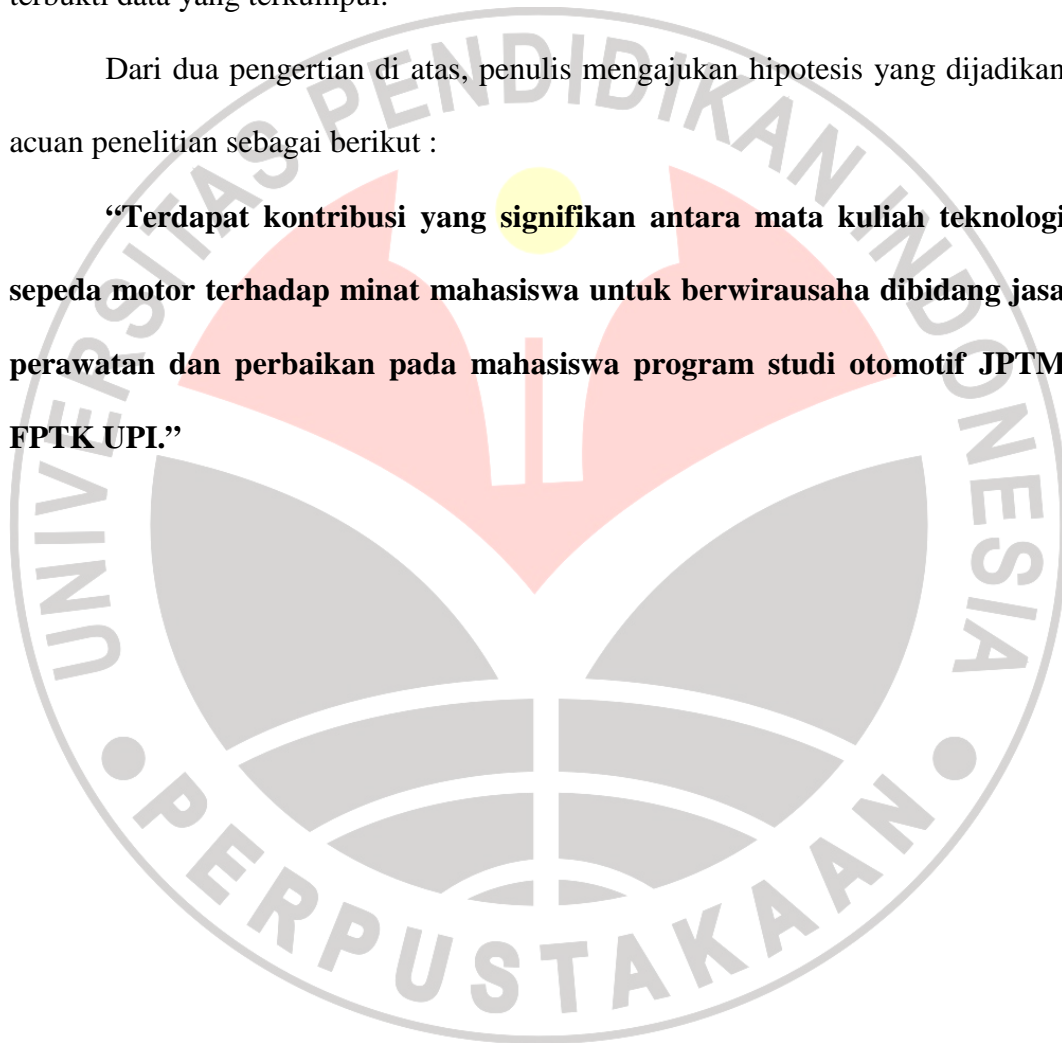 terbukti data yang terkumpul.
Dari dua pengertian di atas, penulis mengajukan hipotesis yang dijadikan
acuan penelitian sebagai berikut :
“Terdapat kontribusi yang signifikan antara mata kuliah teknologi
sepeda motor terhadap minat mahasiswa untuk berwirausaha dibidang jasa
perawatan dan perbaikan pada mahasiswa program studi otomotif JPTM
FPTK UPI.”
UNIVERSITAS PENDIDIKAN INDONESIA
PERPUSTAKAAN